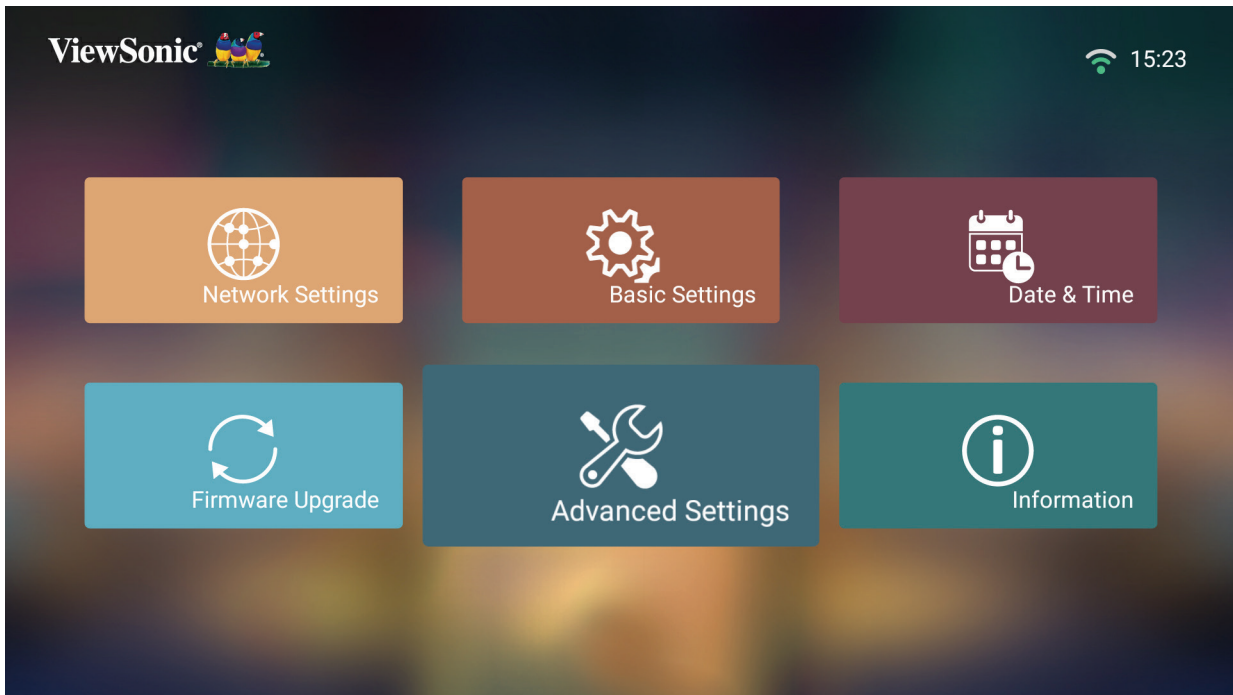 ViewSonic®
15:23
Network Settings
Basic Settings
Date & Time
Firmware Upgrade
Advanced Settings
Information